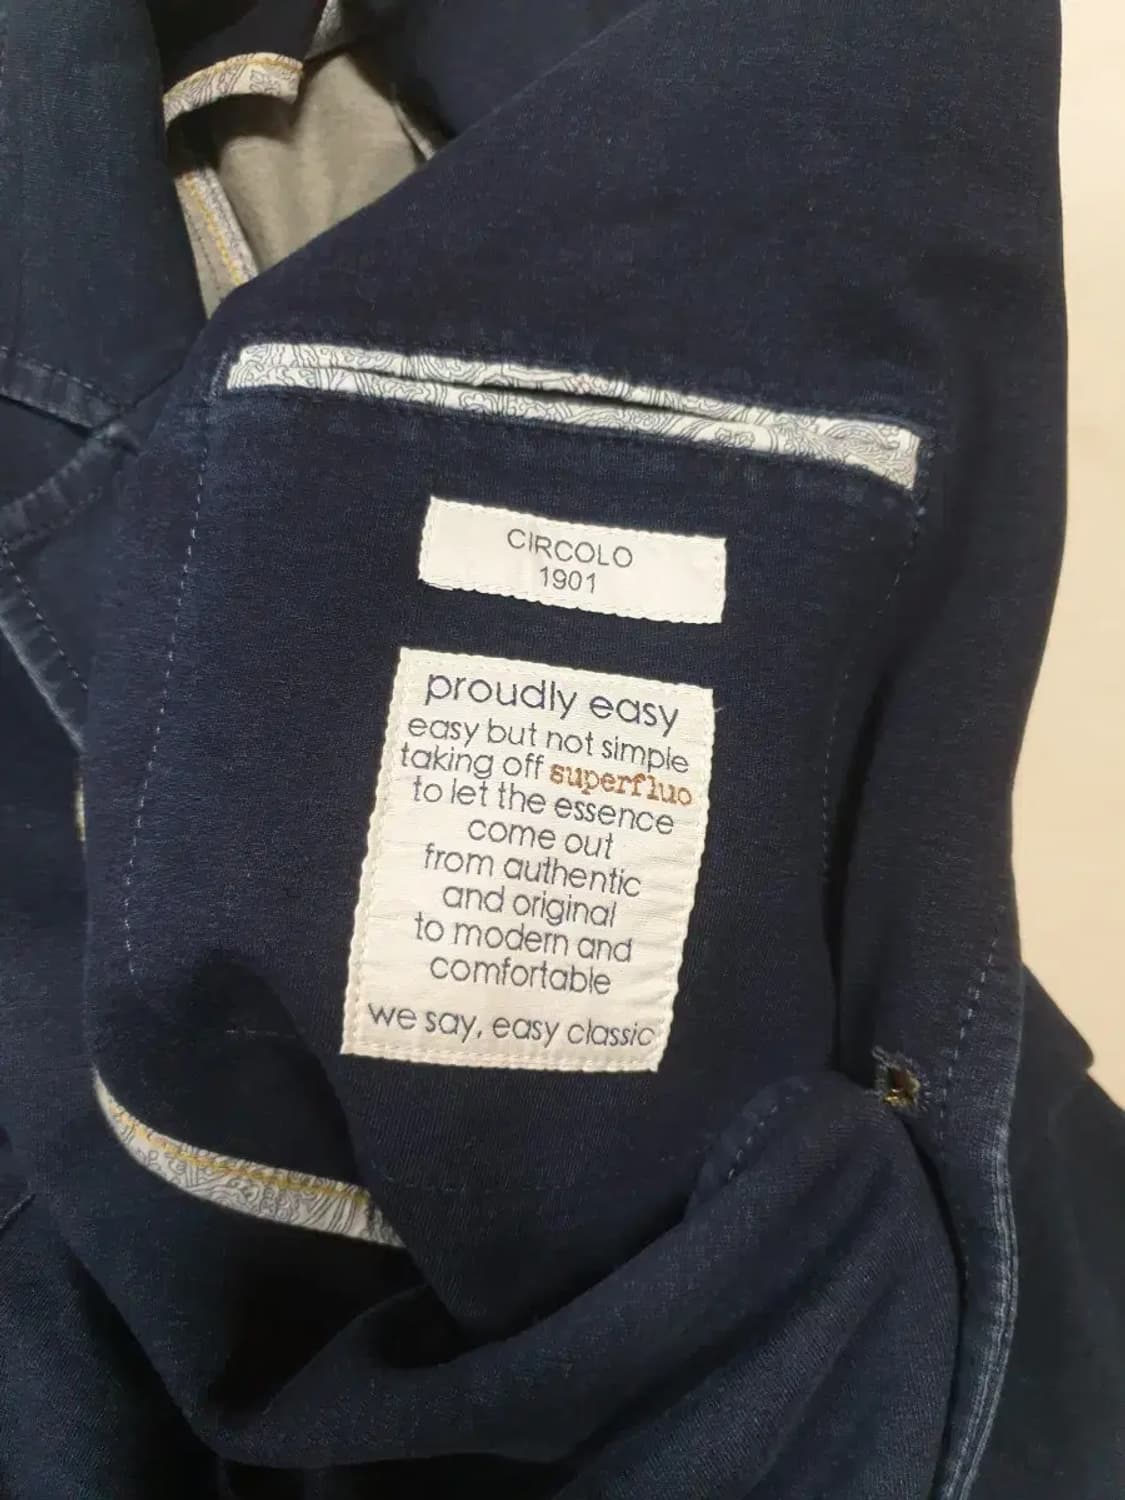 CIRCOLO
1901
proudly easy
easy but not simple
taking off superfluo
to let the essence
come out
from authentic
and original
to modern and
comfortable
we say, easy classic